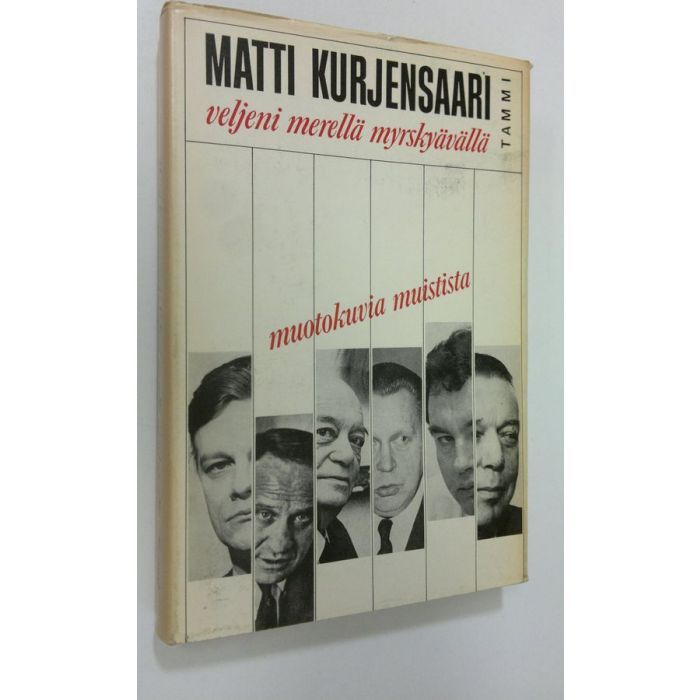 MATTI KURJENSAARI
veljeni merellä myrskyävällä
TAMMI
muotokuvia muistista